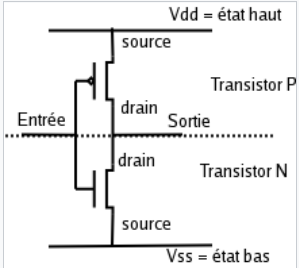 Vdd = état haut
source
Transistor P
drain
Entrée
Sortie
drain
Transistor N
source
Vss = état bas